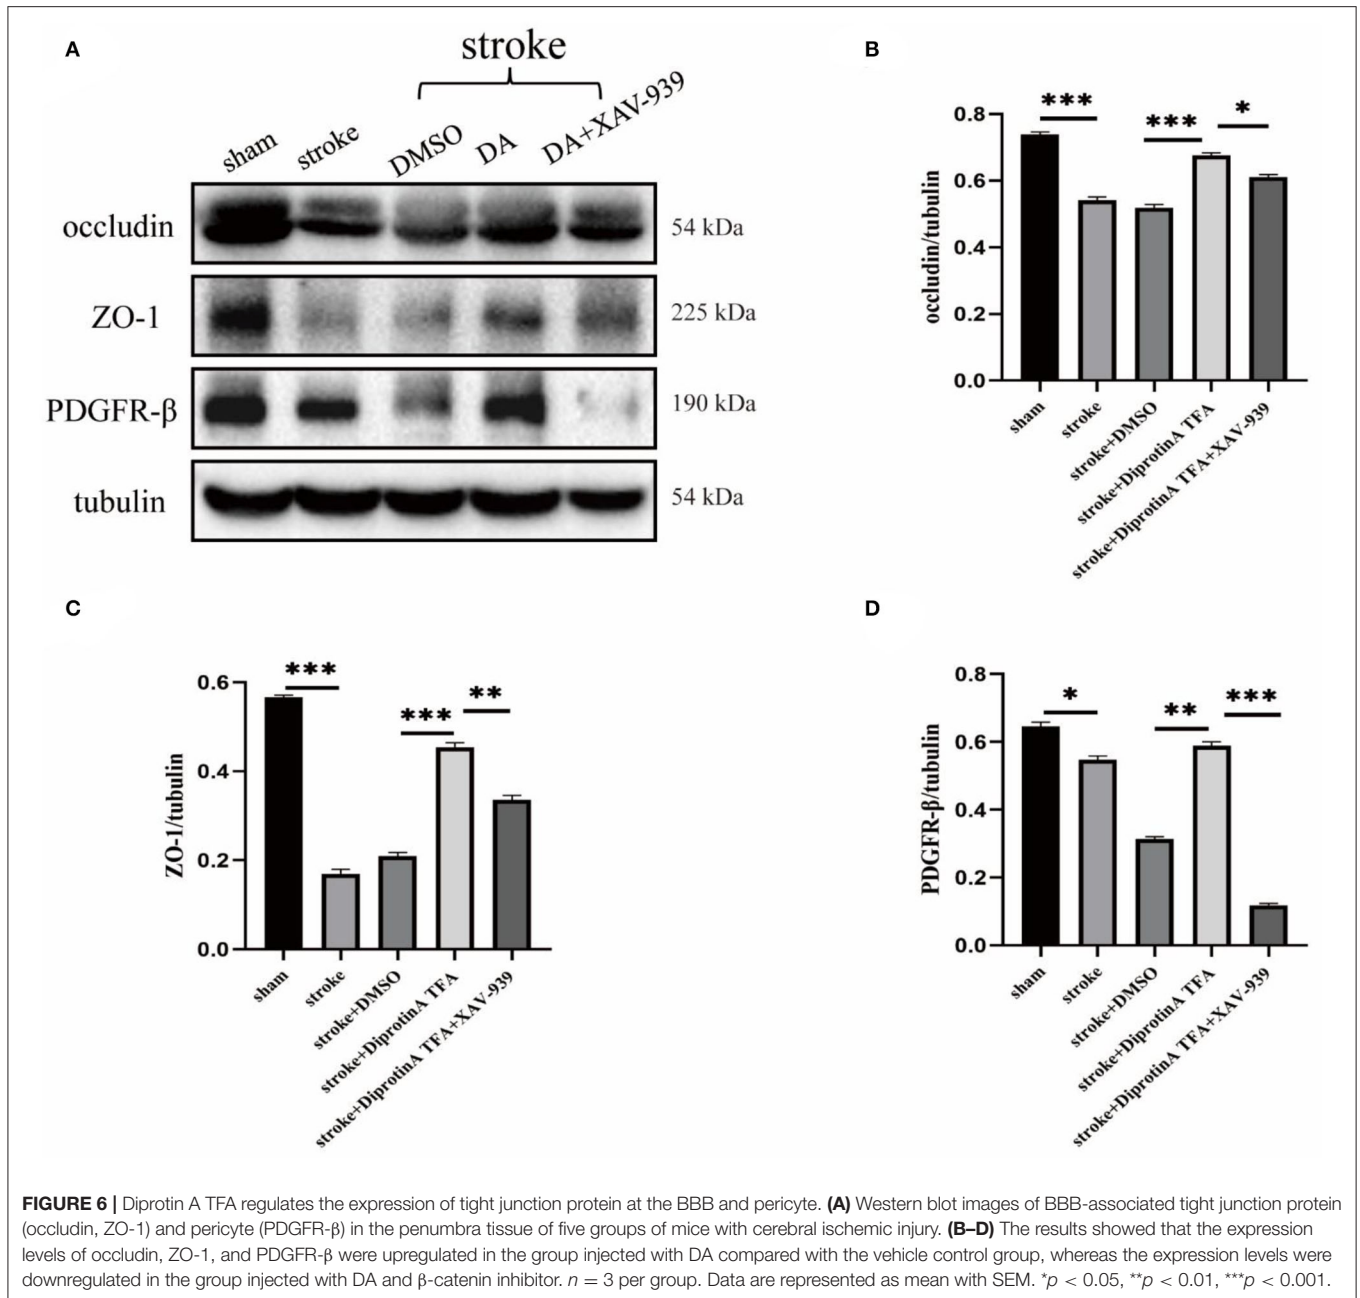 A
stroke
sham
stroke
DMSO
DA
DA+XAV-939
occludin
54 kDa
ZO-1
225 kDa
PDGFR-β
190 kDa
tubulin
54 kDa
B
occludin/tubulin
0.8
0.6
0.4
0.2
0.0
***
***
*
sham
stroke
stroke+DMSO
stroke+DiprotinA TFA
stroke+DiprotinA TFA+XAV-939
C
ZO-1/tubulin
0.6
0.4
0.2
0.0
***
***
**
sham
stroke
stroke+DMSO
stroke+DiprotinA TFA
stroke+DiprotinA TFA+XAV-939
D
PDGFR-β/tubulin
0.8
0.6
0.4
0.2
0.0
*
**
***
sham
stroke
stroke+DMSO
stroke+DiprotinA TFA
stroke+DiprotinA TFA+XAV-939
FIGURE 6 | Diprotin A TFA regulates the expression of tight junction protein at the BBB and pericyte. (A) Western blot images of BBB-associated tight junction protein
(occludin, ZO-1) and pericyte (PDGFR-β) in the penumbra tissue of five groups of mice with cerebral ischemic injury. (B–D) The results showed that the expression
levels of occludin, ZO-1, and PDGFR-β were upregulated in the group injected with DA compared with the vehicle control group, whereas the expression levels were
downregulated in the group injected with DA and β-catenin inhibitor. n = 3 per group. Data are represented as mean with SEM. *p < 0.05, **p < 0.01, ***p < 0.001.